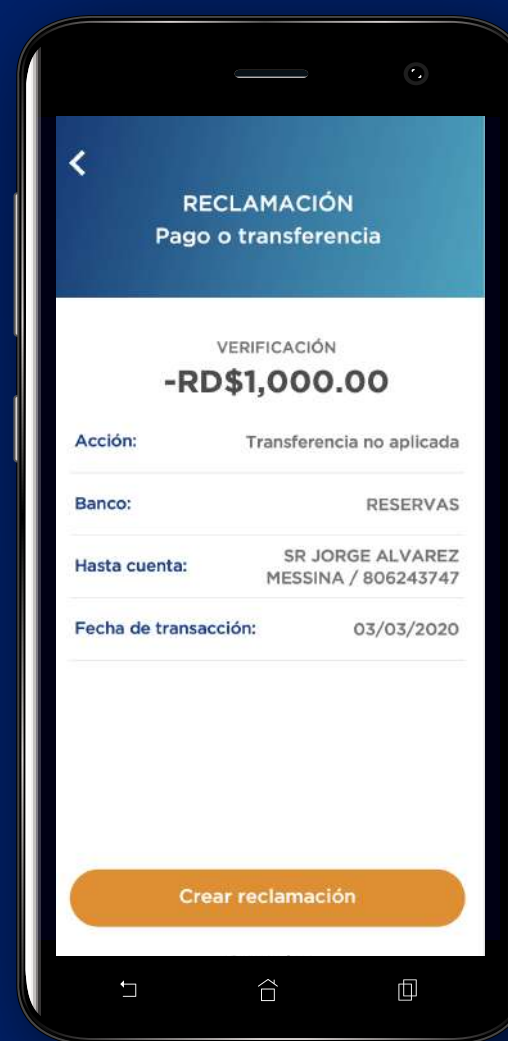 RECLAMACIÓN
Pago o transferencia
VERIFICACIÓN
-RD$1,000.00
Acción: Transferencia no aplicada
Banco: RESERVAS
Hasta cuenta: SR JORGE ALVAREZ
MESSINA / 806243747
Fecha de transacción: 03/03/2020
Crear reclamación